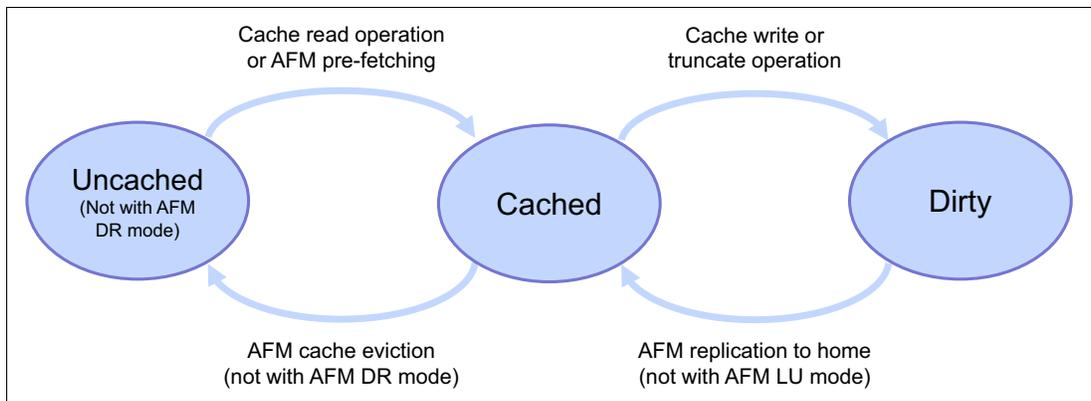 Cache read operation
or AFM pre-fetching
Cache write or
truncate operation
Uncached
(Not with AFM
DR mode)
Cached
Dirty
AFM cache eviction
(not with AFM DR mode)
AFM replication to home
(not with AFM LU mode)